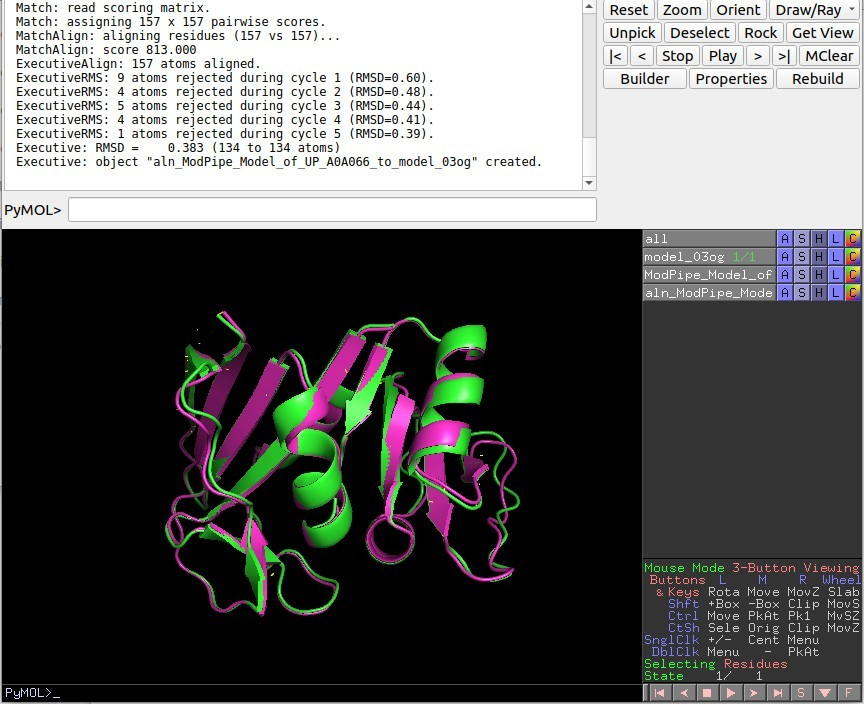 Match: read scoring matrix.
Match: assigning 157 x 157 pairwise scores.
MatchAlign: aligning residues (157 vs 157)...
MatchAlign: score 813.000
ExecutiveAlign: 157 atoms aligned.
ExecutiveRMS: 9 atoms rejected during cycle 1 (RMSD=0.60).
ExecutiveRMS: 4 atoms rejected during cycle 2 (RMSD=0.48).
ExecutiveRMS: 5 atoms rejected during cycle 3 (RMSD=0.44).
ExecutiveRMS: 4 atoms rejected during cycle 4 (RMSD=0.41).
ExecutiveRMS: 1 atoms rejected during cycle 5 (RMSD=0.39).
Executive: RMSD =    0.383 (134 to 134 atoms)
Executive: object "aln_ModPipe_Model_of_UP_A0A066_to_model_03og" created.
PyMOL>
Reset Zoom Orient Draw/Ray
Unpick Deselect Rock Get View
|< < Stop Play > >| MClear
Builder Properties Rebuild
all A S H L C
model_03og 1/1 A S H L C
ModPipe_Model_of A S H L C
aln_ModPipe_Mode A S H L C
Mouse Mode 3-Button Viewing
Buttons L M R Wheel
& Keys Rota Move MovZ Slab
Shft +Box -Box Clip MovS
Ctrl Move PkAt Pk1 MvSZ
CtSh Sele Orig Clip MovZ
SnglClk +/- Cent Menu
DblClk Menu - PkAt
Selecting Residues
State 1/ 1
PyMOL>_
S F